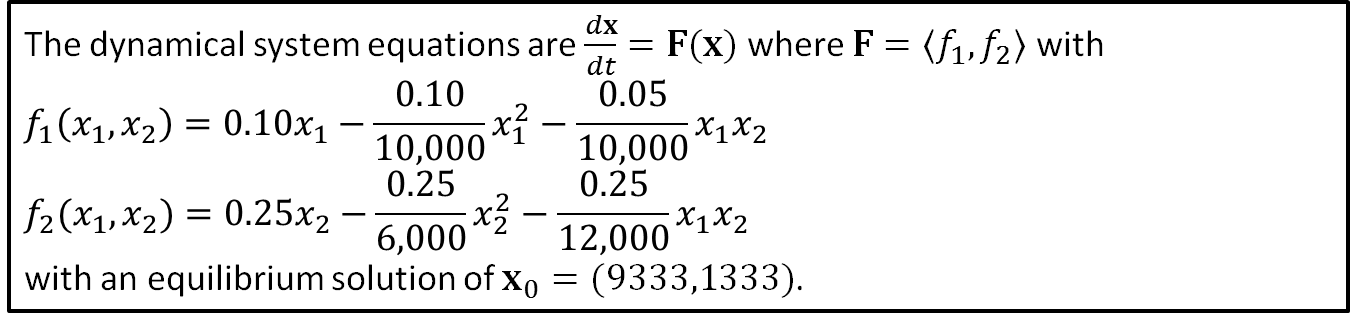 The dynamical system equations are d𝐱/dt = 𝐅(𝐱) where 𝐅 = ⟨f₁, f₂⟩ with
f₁(x₁, x₂) = 0.10x₁ − 0.10/10,000 x₁² − 0.05/10,000 x₁x₂
f₂(x₁, x₂) = 0.25x₂ − 0.25/6,000 x₂² − 0.25/12,000 x₁x₂
with an equilibrium solution of 𝐱₀ = (9333,1333).